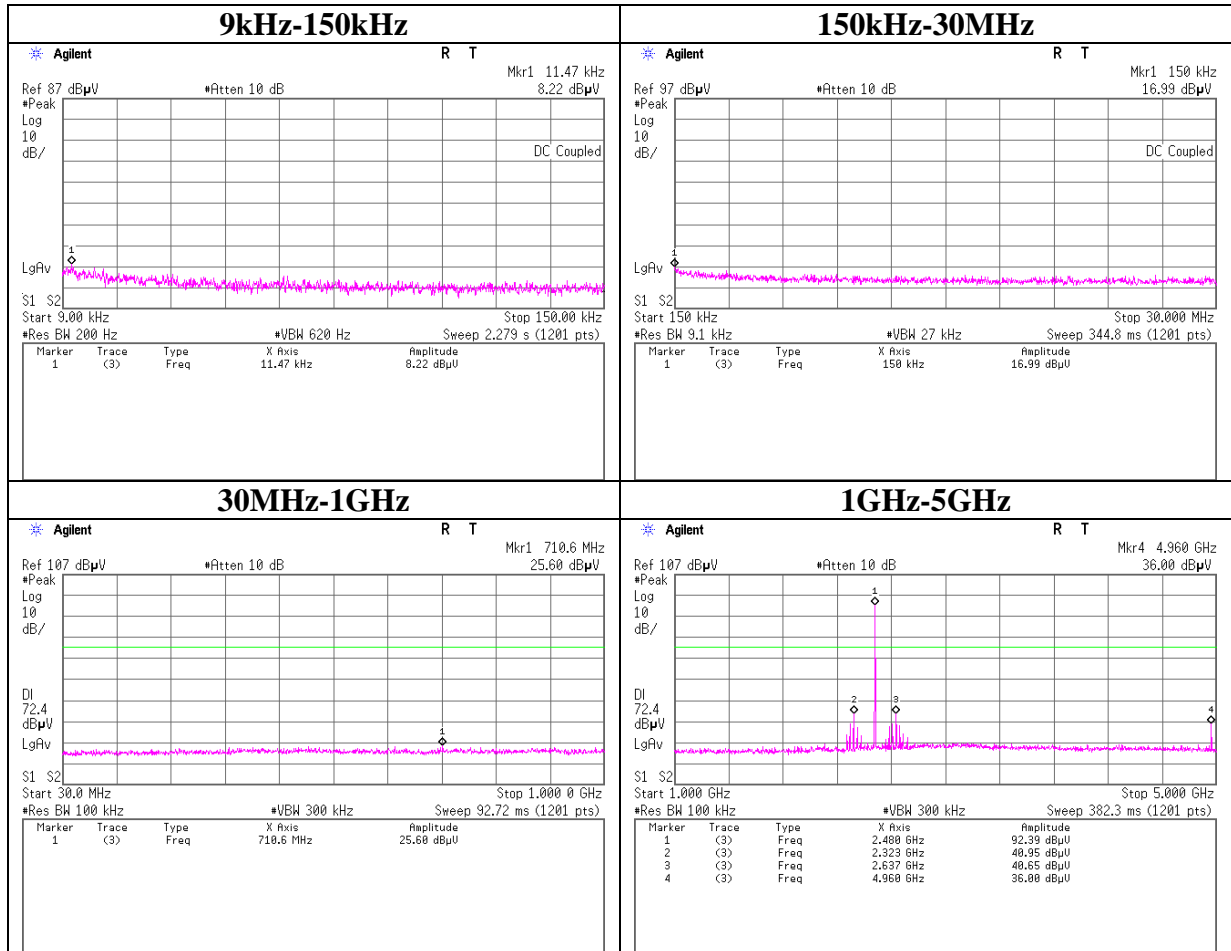 9kHz-150kHz
Agilent R T
Mkr1 11.47 kHz
Ref 87 dBµV #Atten 10 dB 8.22 dBµV
#Peak
Log
10
dB/
DC Coupled
1
LgAv
S1 S2
Start 9.00 kHz Stop 150.00 kHz
#Res BW 200 Hz #VBW 620 Hz Sweep 2.279 s (1201 pts)
Marker Trace Type X Axis Amplitude
1 (3) Freq 11.47 kHz 8.22 dBµV
150kHz-30MHz
Agilent R T
Mkr1 150 kHz
Ref 97 dBµV #Atten 10 dB 16.99 dBµV
#Peak
Log
10
dB/
DC Coupled
1
LgAv
S1 S2
Start 150 kHz Stop 30.000 MHz
#Res BW 9.1 kHz #VBW 27 kHz Sweep 344.8 ms (1201 pts)
Marker Trace Type X Axis Amplitude
1 (3) Freq 150 kHz 16.99 dBµV
30MHz-1GHz
Agilent R T
Mkr1 710.6 MHz
Ref 107 dBµV #Atten 10 dB 25.60 dBµV
#Peak
Log
10
dB/
DI
72.4
dBµV
LgAv
1
S1 S2
Start 30.0 MHz Stop 1.000 0 GHz
#Res BW 100 kHz #VBW 300 kHz Sweep 92.72 ms (1201 pts)
Marker Trace Type X Axis Amplitude
1 (3) Freq 710.6 MHz 25.60 dBµV
1GHz-5GHz
Agilent R T
Mkr4 4.960 GHz
Ref 107 dBµV #Atten 10 dB 36.00 dBµV
#Peak
1
Log
10
dB/
DI
2 3
72.4
4
dBµV
LgAv
S1 S2
Start 1.000 GHz Stop 5.000 GHz
#Res BW 100 kHz #VBW 300 kHz Sweep 382.3 ms (1201 pts)
Marker Trace Type X Axis Amplitude
1 (3) Freq 2.480 GHz 92.39 dBµV
2 (3) Freq 2.323 GHz 40.95 dBµV
3 (3) Freq 2.637 GHz 40.65 dBµV
4 (3) Freq 4.960 GHz 36.00 dBµV